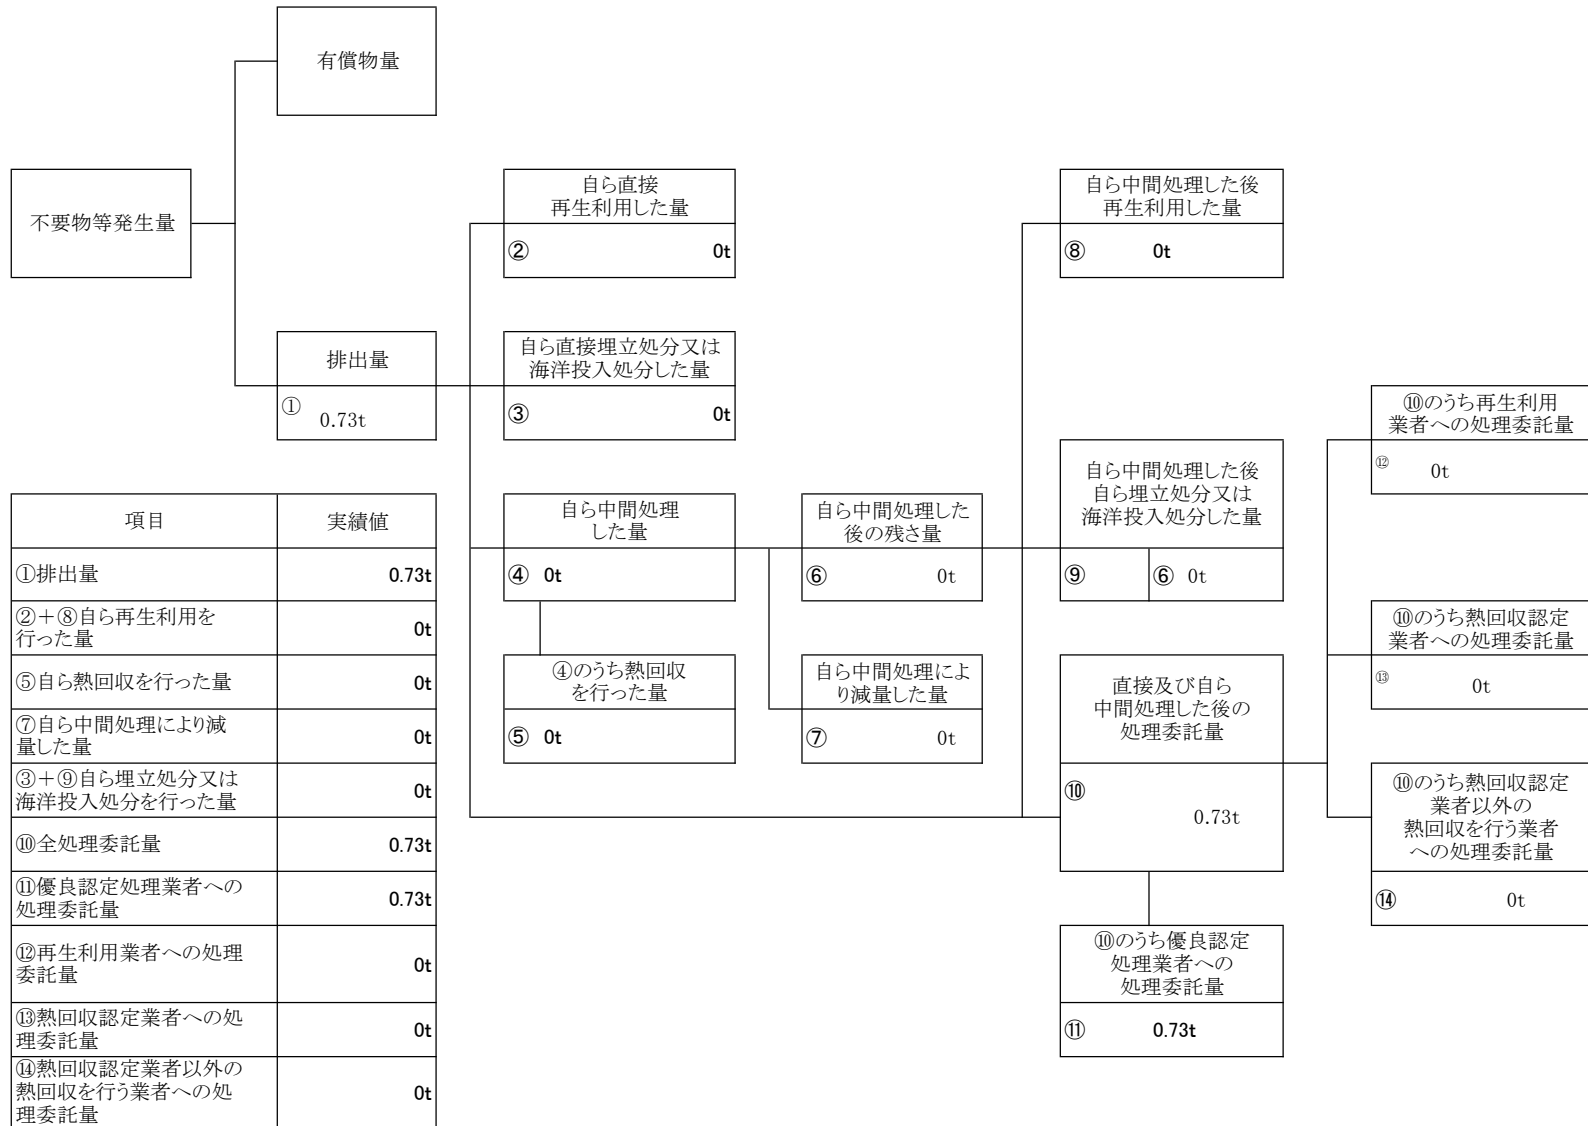 有償物量
不要物等発生量
排出量
①
0.73t
自ら直接
再生利用した量
② 0t
自ら直接埋立処分又は
海洋投入処分した量
③ 0t
自ら中間処理
した量
④ 0t
④のうち熱回収
を行った量
⑤ 0t
自ら中間処理した
後の残さ量
⑥ 0t
自ら中間処理によ
り減量した量
⑦ 0t
自ら中間処理した後
再生利用した量
⑧ 0t
自ら中間処理した後
自ら埋立処分又は
海洋投入処分した量
⑨ ⑥ 0t
直接及び自ら
中間処理した後の
処理委託量
⑩
0.73t
⑩のうち優良認定
処理業者への
処理委託量
⑪ 0.73t
⑩のうち再生利用
業者への処理委託量
⑫ 0t
⑩のうち熱回収認定
業者への処理委託量
⑬ 0t
⑩のうち熱回収認定
業者以外の
熱回収を行う業者
への処理委託量
⑭ 0t
項目 実績値
①排出量 0.73t
②+⑧自ら再生利用を
行った量 0t
⑤自ら熱回収を行った量 0t
⑦自ら中間処理により減
量した量 0t
③+⑨自ら埋立処分又は
海洋投入処分を行った量 0t
⑩全処理委託量 0.73t
⑪優良認定処理業者への
処理委託量 0.73t
⑫再生利用業者への処理
委託量 0t
⑬熱回収認定業者への処
理委託量 0t
⑭熱回収認定業者以外の
熱回収を行う業者への処
理委託量 0t